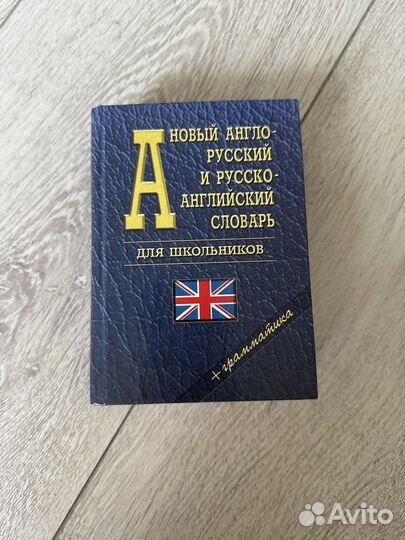 А НОВЫЙ АНГЛО-
РУССКИЙ
И РУССКО-
АНГЛИЙСКИЙ
СЛОВАРЬ
ДЛЯ ШКОЛЬНИКОВ
+ грамматика
Avito